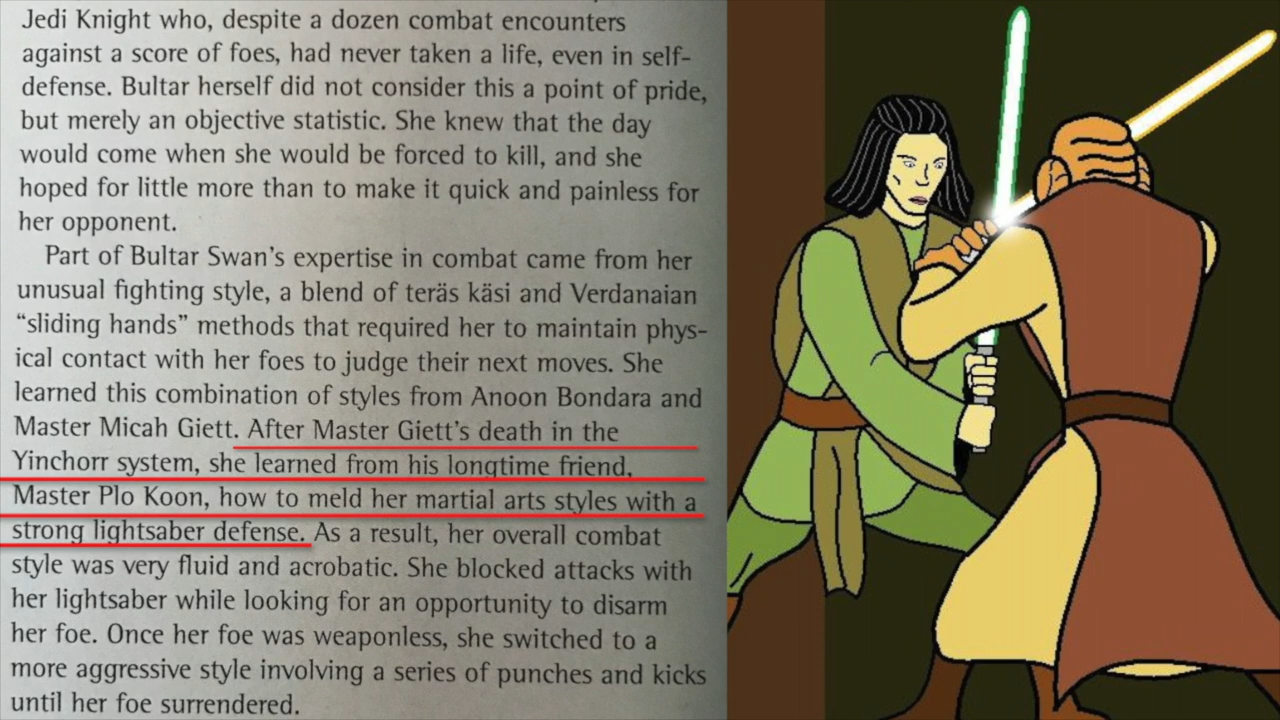 Jedi Knight who, despite a dozen combat encounters
against a score of foes, had never taken a life, even in self-
defense. Bultar herself did not consider this a point of pride,
but merely an objective statistic. She knew that the day
would come when she would be forced to kill, and she
hoped for little more than to make it quick and painless for
her opponent.
Part of Bultar Swan's expertise in combat came from her
unusual fighting style, a blend of teräs käsi and Verdanaian
“sliding hands” methods that required her to maintain phys-
ical contact with her foes to judge their next moves. She
learned this combination of styles from Anoon Bondara and
Master Micah Giett. After Master Giett's death in the
Yinchorr system, she learned from his longtime friend,
Master Plo Koon, how to meld her martial arts styles with a
strong lightsaber defense. As a result, her overall combat
style was very fluid and acrobatic. She blocked attacks with
her lightsaber while looking for an opportunity to disarm
her foe. Once her foe was weaponless, she switched to a
more aggressive style involving a series of punches and kicks
until her foe surrendered.